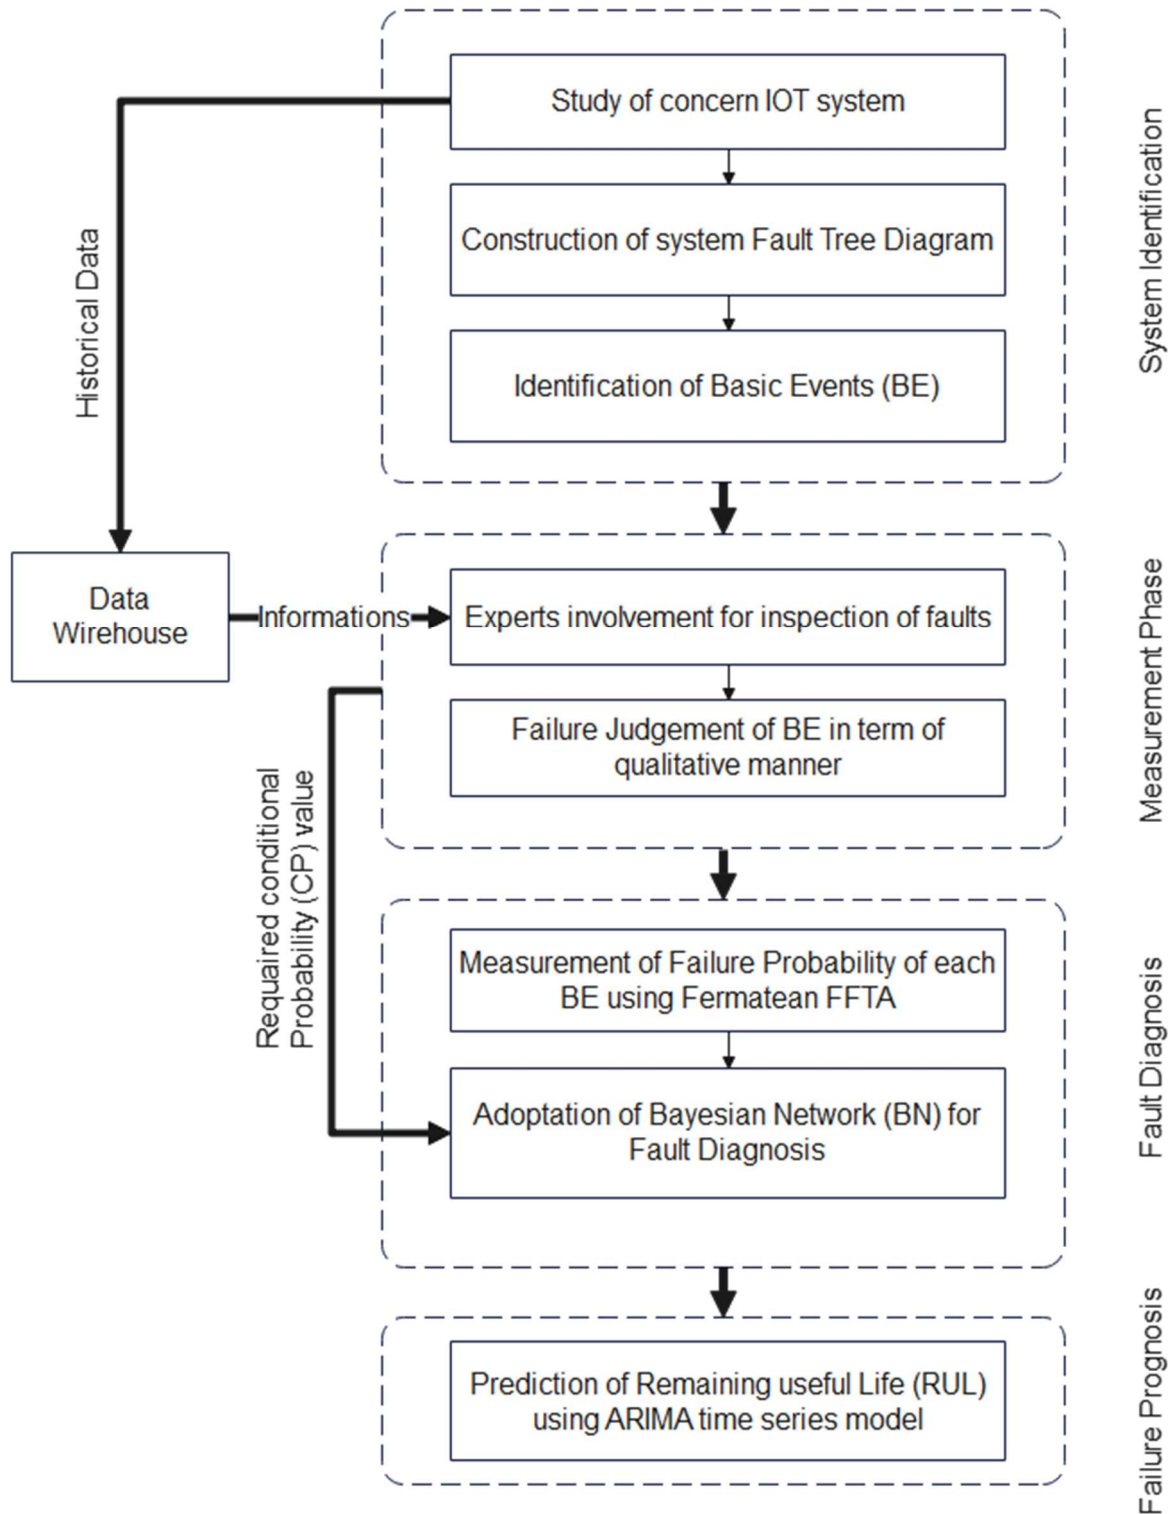 Study of concern IOT system
Construction of system Fault Tree Diagram
Identification of Basic Events (BE)
System Identification
Historical Data
Data
Wirehouse
Informations
Experts involvement for inspection of faults
Failure Judgement of BE in term of
qualitative manner
Measurement Phase
Requaired conditional
Probability (CP) value
Measurement of Failure Probability of each
BE using Fermatean FFTA
Adoptation of Bayesian Network (BN) for
Fault Diagnosis
Fault Diagnosis
Prediction of Remaining useful Life (RUL)
using ARIMA time series model
Failure Prognosis